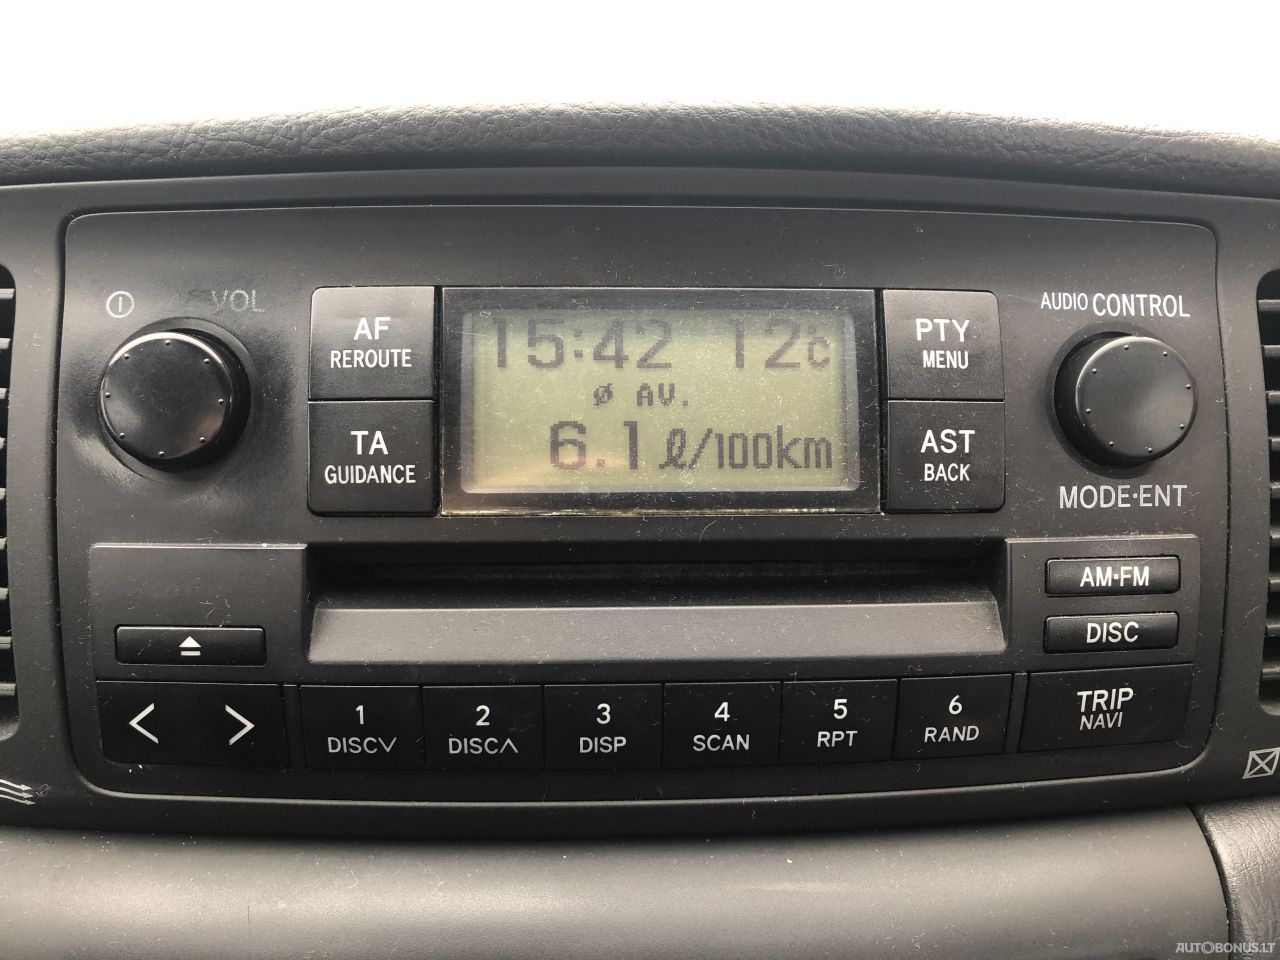 VOL
AF
REROUTE
TA
GUIDANCE
15:42 12°C
Ø AV.
6.1 ℓ/100km
PTY
MENU
AST
BACK
AUDIO CONTROL
MODE·ENT
AM·FM
DISC
< >
1
DISC∨
2
DISC∧
3
DISP
4
SCAN
5
RPT
6
RAND
TRIP
NAVI
TOYOTA
AUTOBONUS.LT